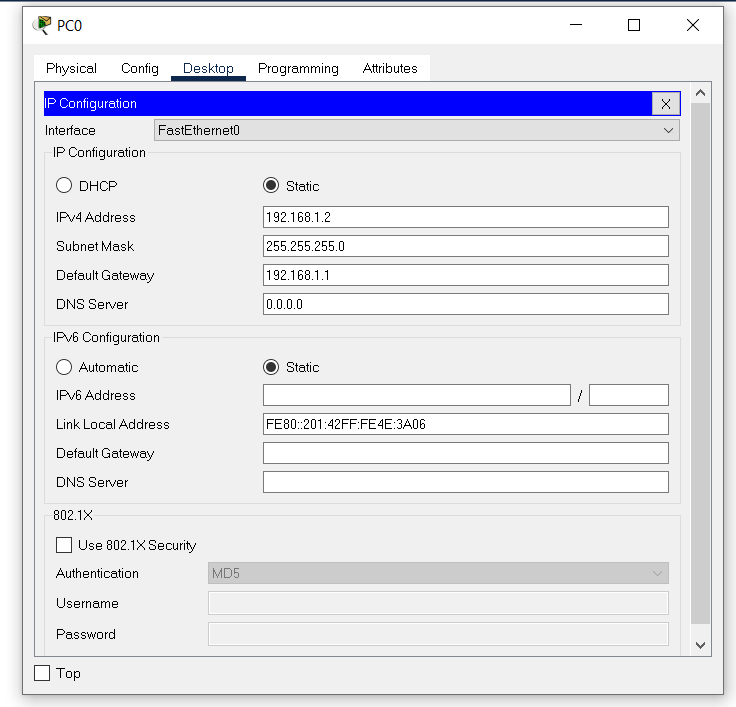 PC0
Physical Config Desktop Programming Attributes
IP Configuration X
Interface FastEthernet0
IP Configuration
DHCP Static
IPv4 Address 192.168.1.2
Subnet Mask 255.255.255.0
Default Gateway 192.168.1.1
DNS Server 0.0.0.0
IPv6 Configuration
Automatic Static
IPv6 Address /
Link Local Address FE80::201:42FF:FE4E:3A06
Default Gateway
DNS Server
802.1X
Use 802.1X Security
Authentication MD5
Username
Password
Top